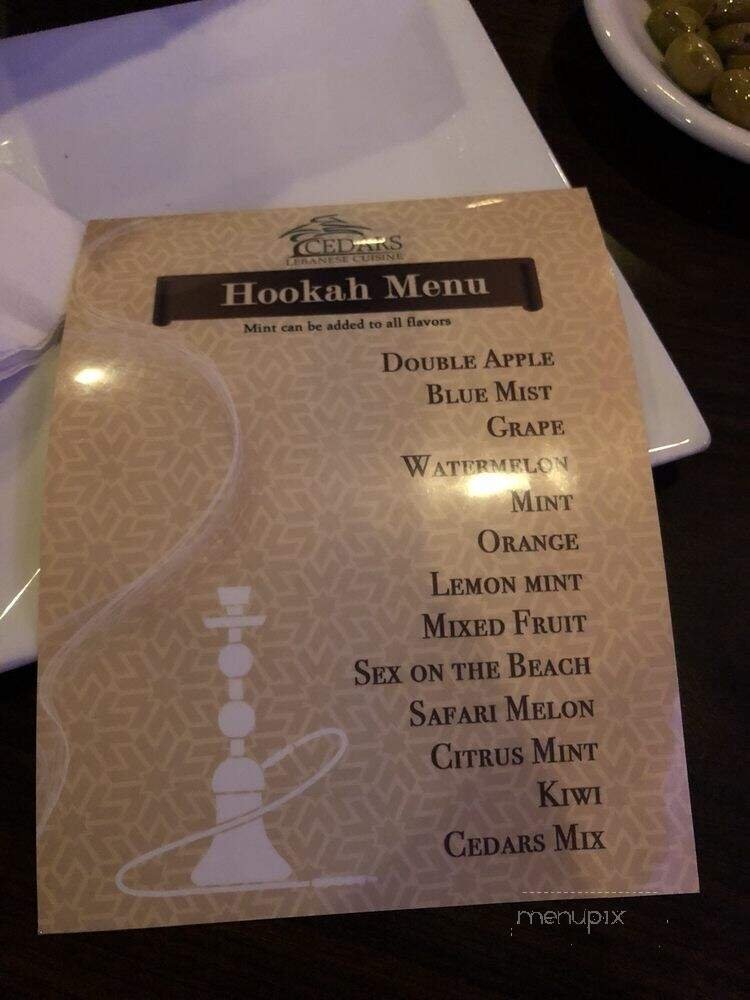 CEDARS
LEBANESE CUISINE
Hookah Menu
Mint can be added to all flavors
DOUBLE APPLE
BLUE MIST
GRAPE
WATERMELON
MINT
ORANGE
LEMON MINT
MIXED FRUIT
SEX ON THE BEACH
SAFARI MELON
CITRUS MINT
KIWI
CEDARS MIX
menupix